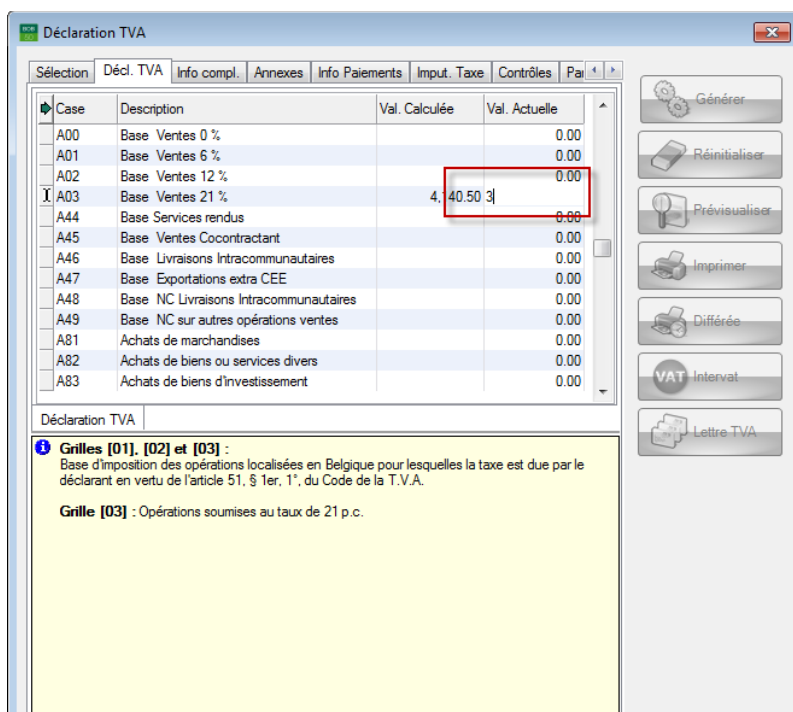 Déclaration TVA
Sélection Décl. TVA Info compl. Annexes Info Paiements Imput. Taxe Contrôles
Case Description Val. Calculée Val. Actuelle
A00 Base Ventes 0 % 0.00
A01 Base Ventes 6 % 0.00
A02 Base Ventes 12 % 0.00
A03 Base Ventes 21 % 4,140.50 3
A44 Base Services rendus 0.00
A45 Base Ventes Cocontractant 0.00
A46 Base Livraisons Intracommunautaires 0.00
A47 Base Exportations extra CEE 0.00
A48 Base NC Livraisons Intracommunautaires 0.00
A49 Base NC sur autres opérations ventes 0.00
A81 Achats de marchandises 0.00
A82 Achats de biens ou services divers 0.00
A83 Achats de biens d'investissement 0.00
Déclaration TVA
Grilles [01], [02] et [03] :
Base d'imposition des opérations localisées en Belgique pour lesquelles la taxe est due par le
déclarant en vertu de l'article 51, § 1er, 1°, du Code de la T.V.A.
Grille [03] : Opérations soumises au taux de 21 p.c.
Générer
Réinitialiser
Prévisualiser
Imprimer
Différée
VAT Intervat
Lettre TVA